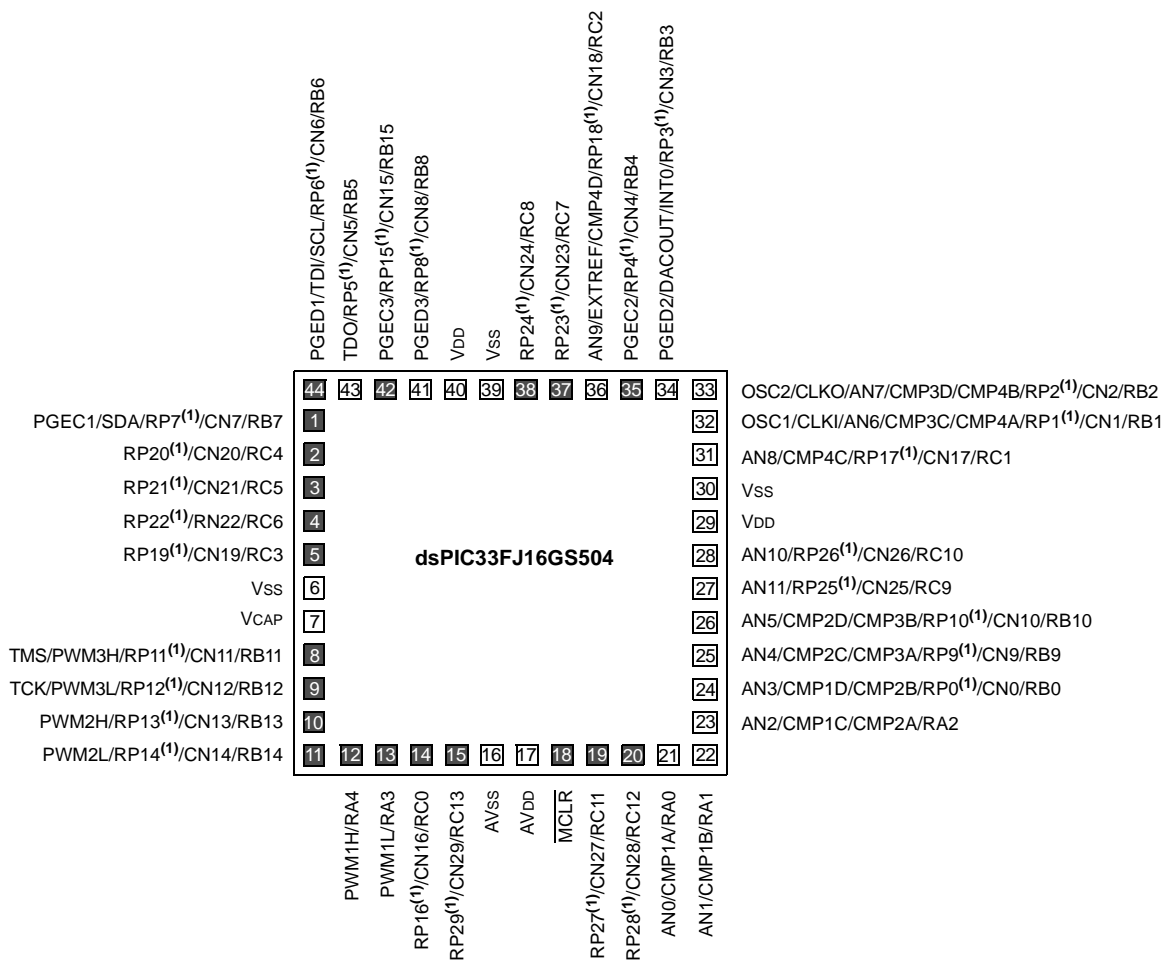 PGED1/TDI/SCL/RP6(1)/CN6/RB6
TDO/RP5(1)/CN5/RB5
PGEC3/RP15(1)/CN15/RB15
PGED3/RP8(1)/CN8/RB8
VDD
VSS
RP24(1)/CN24/RC8
RP23(1)/CN23/RC7
AN9/EXTREF/CMP4D/RP18(1)/CN18/RC2
PGEC2/RP4(1)/CN4/RB4
PGED2/DACOUT/INT0/RP3(1)/CN3/RB3
44 43 42 41 40 39 38 37 36 35 34 33 OSC2/CLKO/AN7/CMP3D/CMP4B/RP2(1)/CN2/RB2
PGEC1/SDA/RP7(1)/CN7/RB7 1 32 OSC1/CLKI/AN6/CMP3C/CMP4A/RP1(1)/CN1/RB1
RP20(1)/CN20/RC4 2 31 AN8/CMP4C/RP17(1)/CN17/RC1
RP21(1)/CN21/RC5 3 30 VSS
RP22(1)/RN22/RC6 4 29 VDD
RP19(1)/CN19/RC3 5 dsPIC33FJ16GS504 28 AN10/RP26(1)/CN26/RC10
VSS 6 27 AN11/RP25(1)/CN25/RC9
VCAP 7 26 AN5/CMP2D/CMP3B/RP10(1)/CN10/RB10
TMS/PWM3H/RP11(1)/CN11/RB11 8 25 AN4/CMP2C/CMP3A/RP9(1)/CN9/RB9
TCK/PWM3L/RP12(1)/CN12/RB12 9 24 AN3/CMP1D/CMP2B/RP0(1)/CN0/RB0
PWM2H/RP13(1)/CN13/RB13 10 23 AN2/CMP1C/CMP2A/RA2
PWM2L/RP14(1)/CN14/RB14 11 12 13 14 15 16 17 18 19 20 21 22
PWM1H/RA4
PWM1L/RA3
RP16(1)/CN16/RC0
RP29(1)/CN29/RC13
AVSS
AVDD
MCLR
RP27(1)/CN27/RC11
RP28(1)/CN28/RC12
AN0/CMP1A/RA0
AN1/CMP1B/RA1